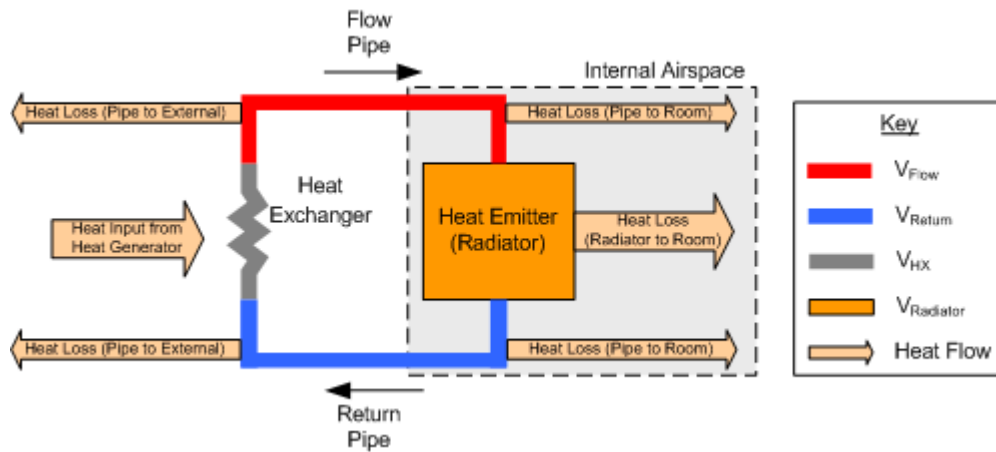 Flow
Pipe
Internal Airspace
Heat Loss (Pipe to External)
Heat Loss (Pipe to Room)
Heat
Exchanger
Heat Input from
Heat Generator
Heat Emitter
(Radiator)
Heat Loss
(Radiator to Room)
Heat Loss (Pipe to External)
Heat Loss (Pipe to Room)
Return
Pipe
Key
VFlow
VReturn
VHX
VRadiator
Heat Flow